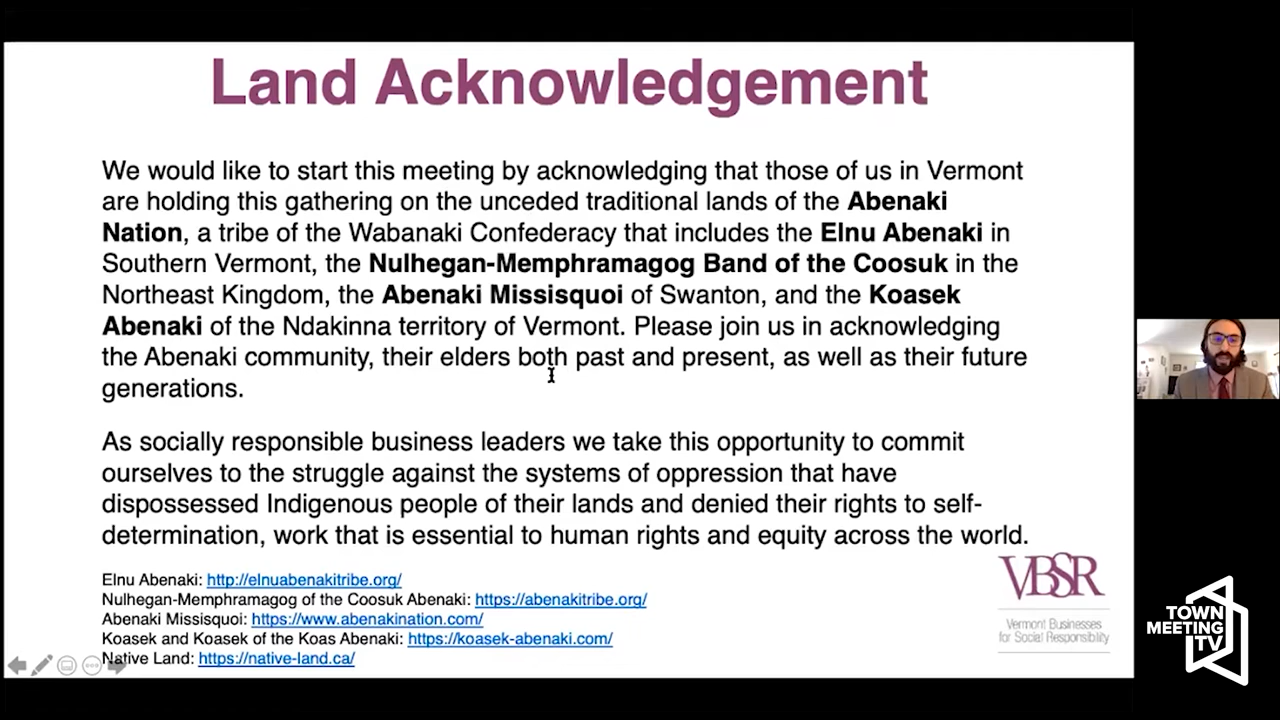 Land Acknowledgement
We would like to start this meeting by acknowledging that those of us in Vermont
are holding this gathering on the unceded traditional lands of the Abenaki
Nation, a tribe of the Wabanaki Confederacy that includes the Elnu Abenaki in
Southern Vermont, the Nulhegan-Memphramagog Band of the Coosuk in the
Northeast Kingdom, the Abenaki Missisquoi of Swanton, and the Koasek
Abenaki of the Ndakinna territory of Vermont. Please join us in acknowledging
the Abenaki community, their elders both past and present, as well as their future
generations.
As socially responsible business leaders we take this opportunity to commit
ourselves to the struggle against the systems of oppression that have
dispossessed Indigenous people of their lands and denied their rights to self-
determination, work that is essential to human rights and equity across the world.
Elnu Abenaki: http://elnuabenakitribe.org/
Nulhegan-Memphramagog of the Coosuk Abenaki: https://abenakitribe.org/
Abenaki Missisquoi: https://www.abenakination.com/
Koasek and Koasek of the Koas Abenaki: https://koasek-abenaki.com/
Native Land: https://native-land.ca/
VBSR
Vermont Businesses
for Social Responsibility
TOWN
MEETING
TV